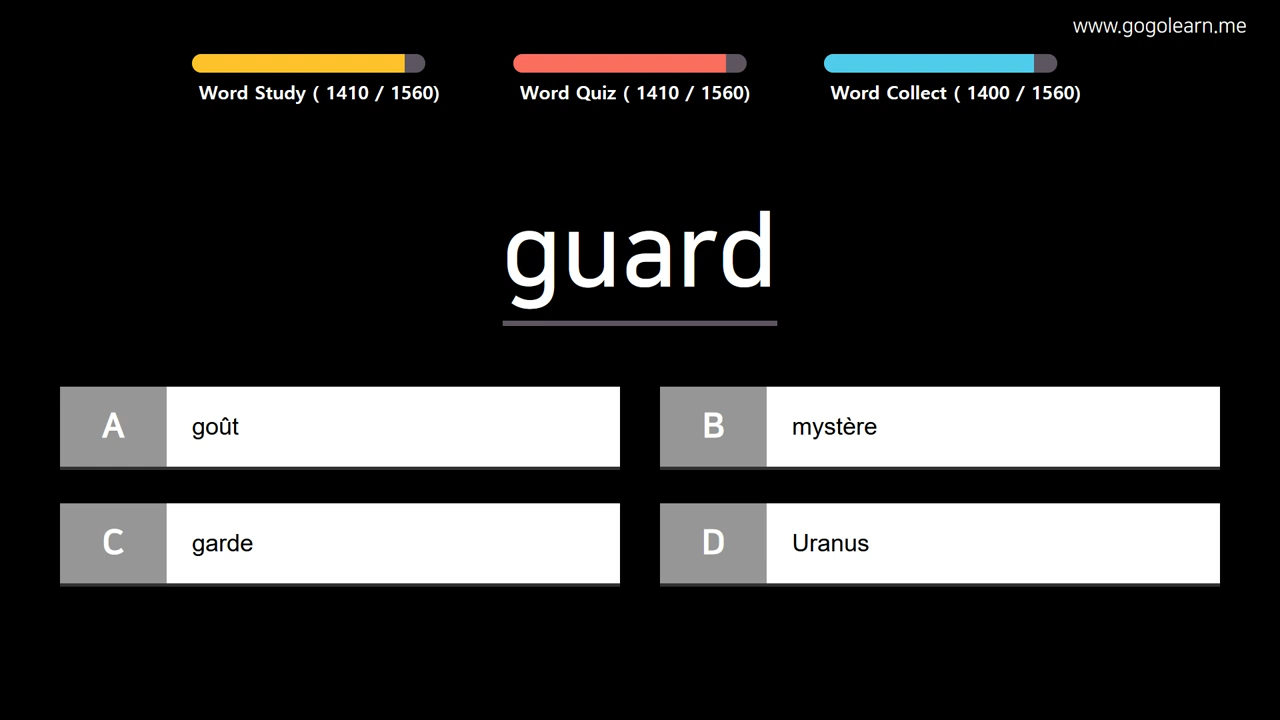 www.gogolearn.me
Word Study ( 1410 / 1560)
Word Quiz ( 1410 / 1560)
Word Collect ( 1400 / 1560)
guard
A
goût
B
mystère
C
garde
D
Uranus